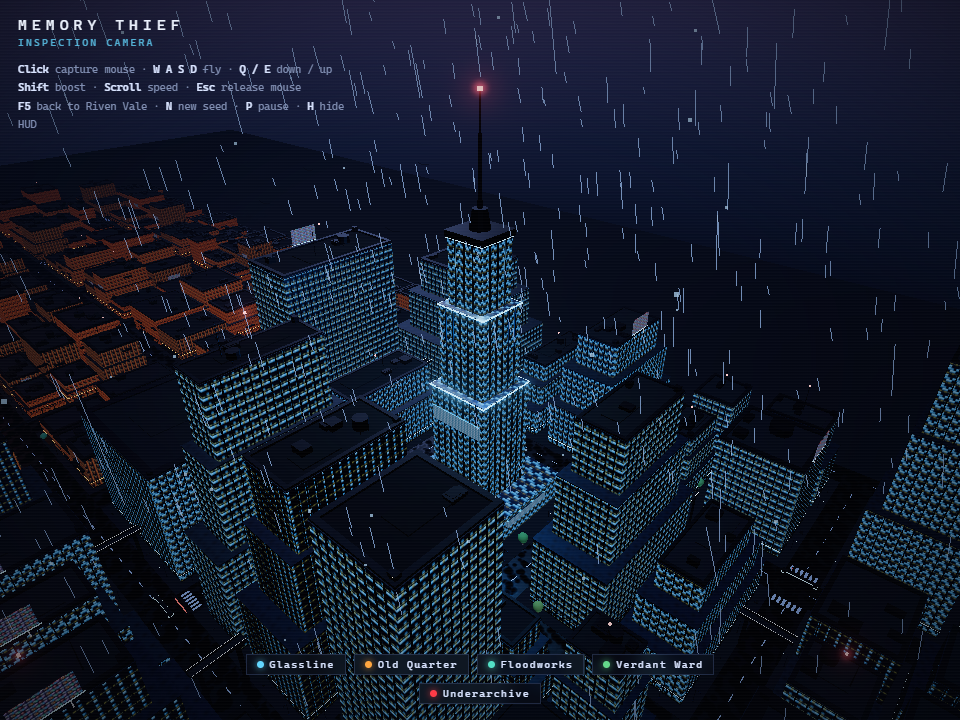 MEMORY THIEF
INSPECTION CAMERA
Click capture mouse · W A S D fly · Q / E down / up
Shift boost · Scroll speed · Esc release mouse
F5 back to Riven Vale · N new seed · P pause · H hide
HUD
Glassline Old Quarter Floodworks Verdant Ward
Underarchive